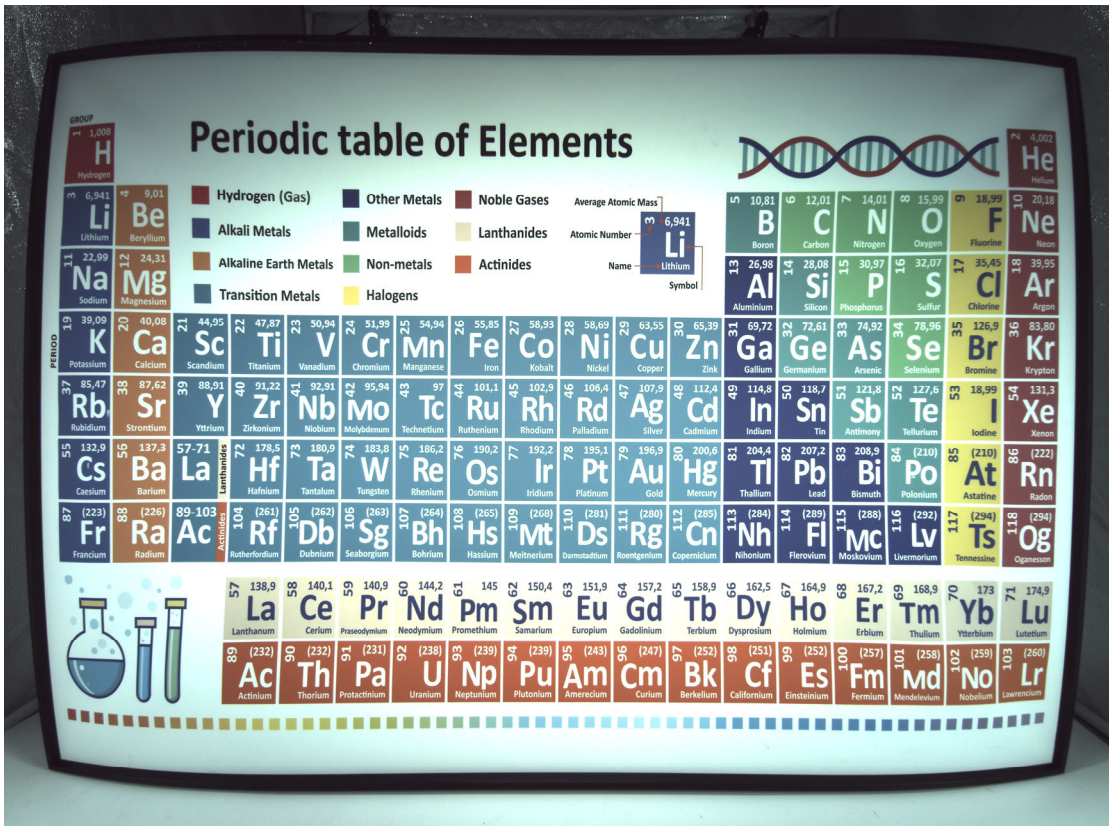 GROUP
Periodic table of Elements
1 1,008 H Hydrogen
2 4,002 He Helium
Hydrogen (Gas)
Alkali Metals
Alkaline Earth Metals
Transition Metals
Other Metals
Metalloids
Non-metals
Halogens
Noble Gases
Lanthanides
Actinides
Average Atomic Mass
Atomic Number
3 6,941
Li
Name
Lithium
Symbol
3 6,941 Li Lithium
4 9,01 Be Beryllium
5 10,81 B Boron
6 12,01 C Carbon
7 14,01 N Nitrogen
8 15,99 O Oxygen
9 18,99 F Fluorine
10 20,18 Ne Neon
11 22,99 Na Sodium
12 24,31 Mg Magnesium
13 26,98 Al Aluminium
14 28,08 Si Silicon
15 30,97 P Phosphorus
16 32,07 S Sulfur
17 35,45 Cl Chlorine
18 39,95 Ar Argon
PERIOD
19 39,09 K Potassium
20 40,08 Ca Calcium
21 44,95 Sc Scandium
22 47,87 Ti Titanium
23 50,94 V Vanadium
24 51,99 Cr Chromium
25 54,94 Mn Manganese
26 55,85 Fe Iron
27 58,93 Co Kobalt
28 58,69 Ni Nickel
29 63,55 Cu Copper
30 65,39 Zn Zink
31 69,72 Ga Gallium
32 72,61 Ge Germanium
33 74,92 As Arsenic
34 78,96 Se Selenium
35 126,9 Br Bromine
36 83,80 Kr Krypton
37 85,47 Rb Rubidium
38 87,62 Sr Strontium
39 88,91 Y Yttrium
40 91,22 Zr Zirkonium
41 92,91 Nb Niobium
42 95,94 Mo Molybdenum
43 97 Tc Technetium
44 101,1 Ru Ruthenium
45 102,9 Rh Rhodium
46 106,4 Rd Palladium
47 107,9 Ag Silver
48 112,4 Cd Cadmium
49 114,8 In Indium
50 118,7 Sn Tin
51 121,8 Sb Antimony
52 127,6 Te Tellurium
53 18,99 I Iodine
54 131,3 Xe Xenon
55 132,9 Cs Caesium
56 137,3 Ba Barium
57-71 La Lanthanides
72 178,5 Hf Hafnium
73 180,9 Ta Tantalum
74 183,8 W Tungsten
75 186,2 Re Rhenium
76 190,2 Os Osmium
77 192,2 Ir Iridium
78 195,1 Pt Platinum
79 196,9 Au Gold
80 200,6 Hg Mercury
81 204,4 Tl Thallium
82 207,2 Pb Lead
83 208,9 Bi Bismuth
84 (210) Po Polonium
85 (210) At Astatine
86 (222) Rn Radon
87 (223) Fr Francium
88 (226) Ra Radium
89-103 Ac Actinides
104 (261) Rf Rutherfordium
105 (262) Db Dubnium
106 (263) Sg Seaborgium
107 (264) Bh Bohrium
108 (265) Hs Hassium
109 (268) Mt Meitnerium
110 (281) Ds Darmstadtium
111 (280) Rg Roentgenium
112 (285) Cn Copernicium
113 (284) Nh Nihonium
114 (289) Fl Flerovium
115 (288) Mc Moskovium
116 (292) Lv Livermorium
117 (294) Ts Tennessine
118 (294) Og Oganesson
57 138,9 La Lanthanum
58 140,1 Ce Cerium
59 140,9 Pr Praseodymium
60 144,2 Nd Neodymium
61 145 Pm Promethium
62 150,4 Sm Samarium
63 151,9 Eu Europium
64 157,2 Gd Gadolinium
65 158,9 Tb Terbium
66 162,5 Dy Dysprosium
67 164,9 Ho Holmium
68 167,2 Er Erbium
69 168,9 Tm Thulium
70 173 Yb Ytterbium
71 174,9 Lu Lutetium
89 (232) Ac Actinium
90 (232) Th Thorium
91 (231) Pa Protactinium
92 (238) U Uranium
93 (239) Np Neptunium
94 (239) Pu Plutonium
95 (243) Am Amerecium
96 (247) Cm Curium
97 (252) Bk Berkelium
98 (251) Cf Californium
99 (252) Es Einsteinium
100 (257) Fm Fermium
101 (258) Md Mendelevium
102 (259) No Nobelium
103 (260) Lr Lawrencium